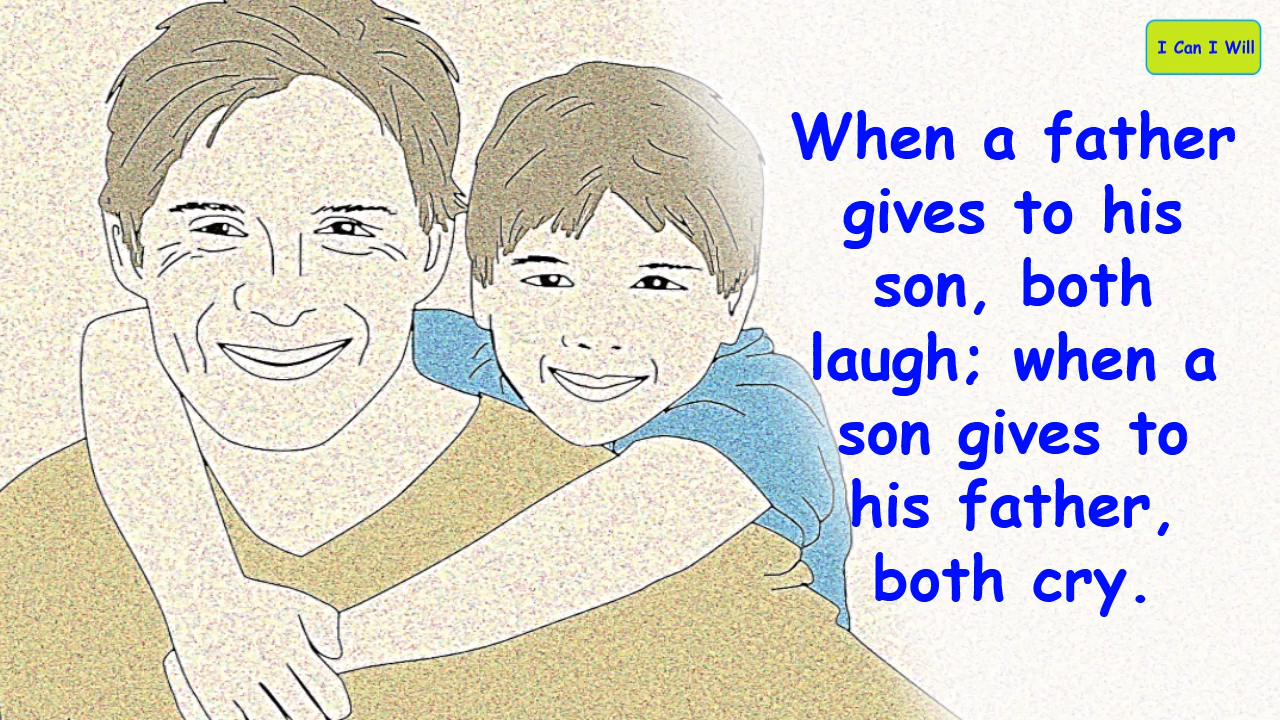 I Can I Will
When a father
gives to his
son, both
laugh; when a
son gives to
his father,
both cry.